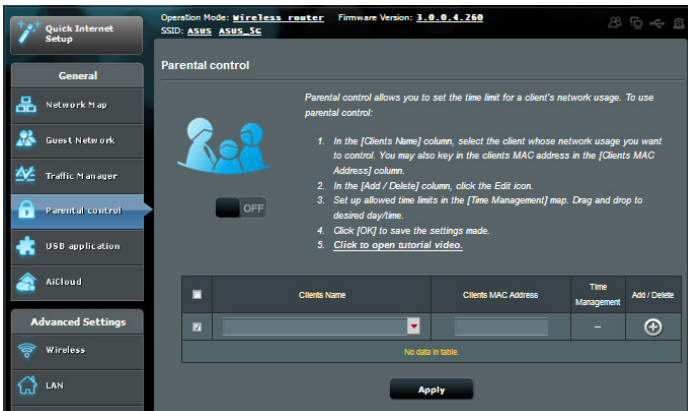 Quick Internet
Setup
General
Network Map
Guest Network
Traffic Manager
Parental control
USB application
AiCloud
Advanced Settings
Wireless
LAN
Operation Mode: Wireless router Firmware Version: 3.0.0.4.260
SSID: ASUS ASUS_5G
Parental control
Parental control allows you to set the time limit for a client's network usage. To use
parental control:
1. In the [Clients Name] column, select the client whose network usage you want
to control. You may also key in the clients MAC address in the [Clients MAC
Address] column.
2. In the [Add / Delete] column, click the Edit icon.
3. Set up allowed time limits in the [Time Management] map. Drag and drop to
desired day/time.
4. Click [OK] to save the settings made.
5. Click to open tutorial video.
OFF
Clients Name Clients MAC Address Time
Management Add / Delete
–
No data in table.
Apply